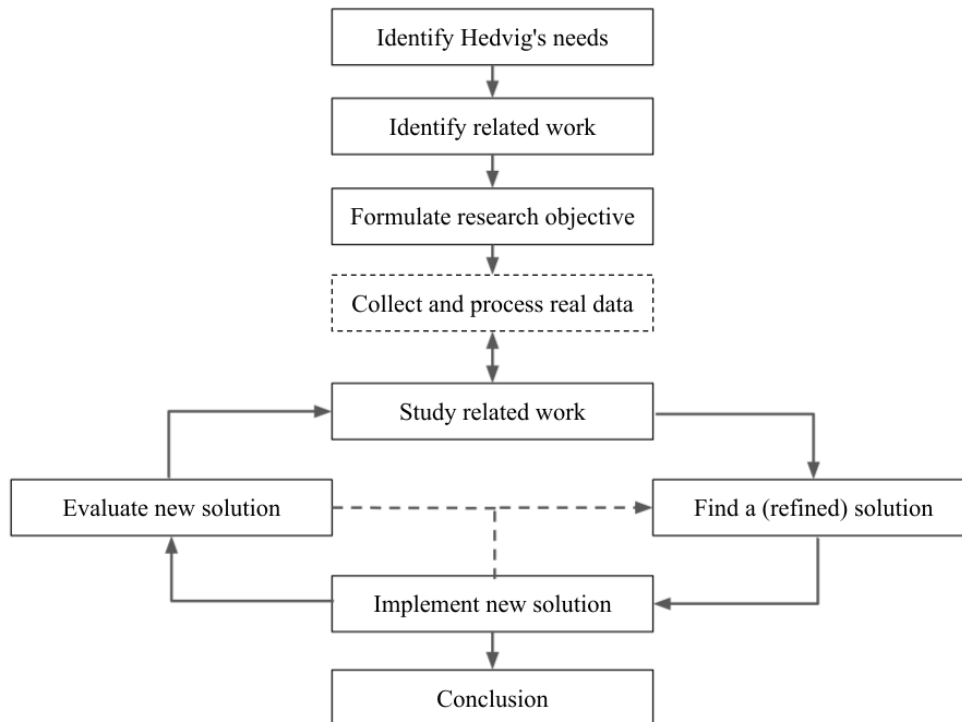 Identify Hedvig's needs
Identify related work
Formulate research objective
Collect and process real data
Study related work
Evaluate new solution
Find a (refined) solution
Implement new solution
Conclusion